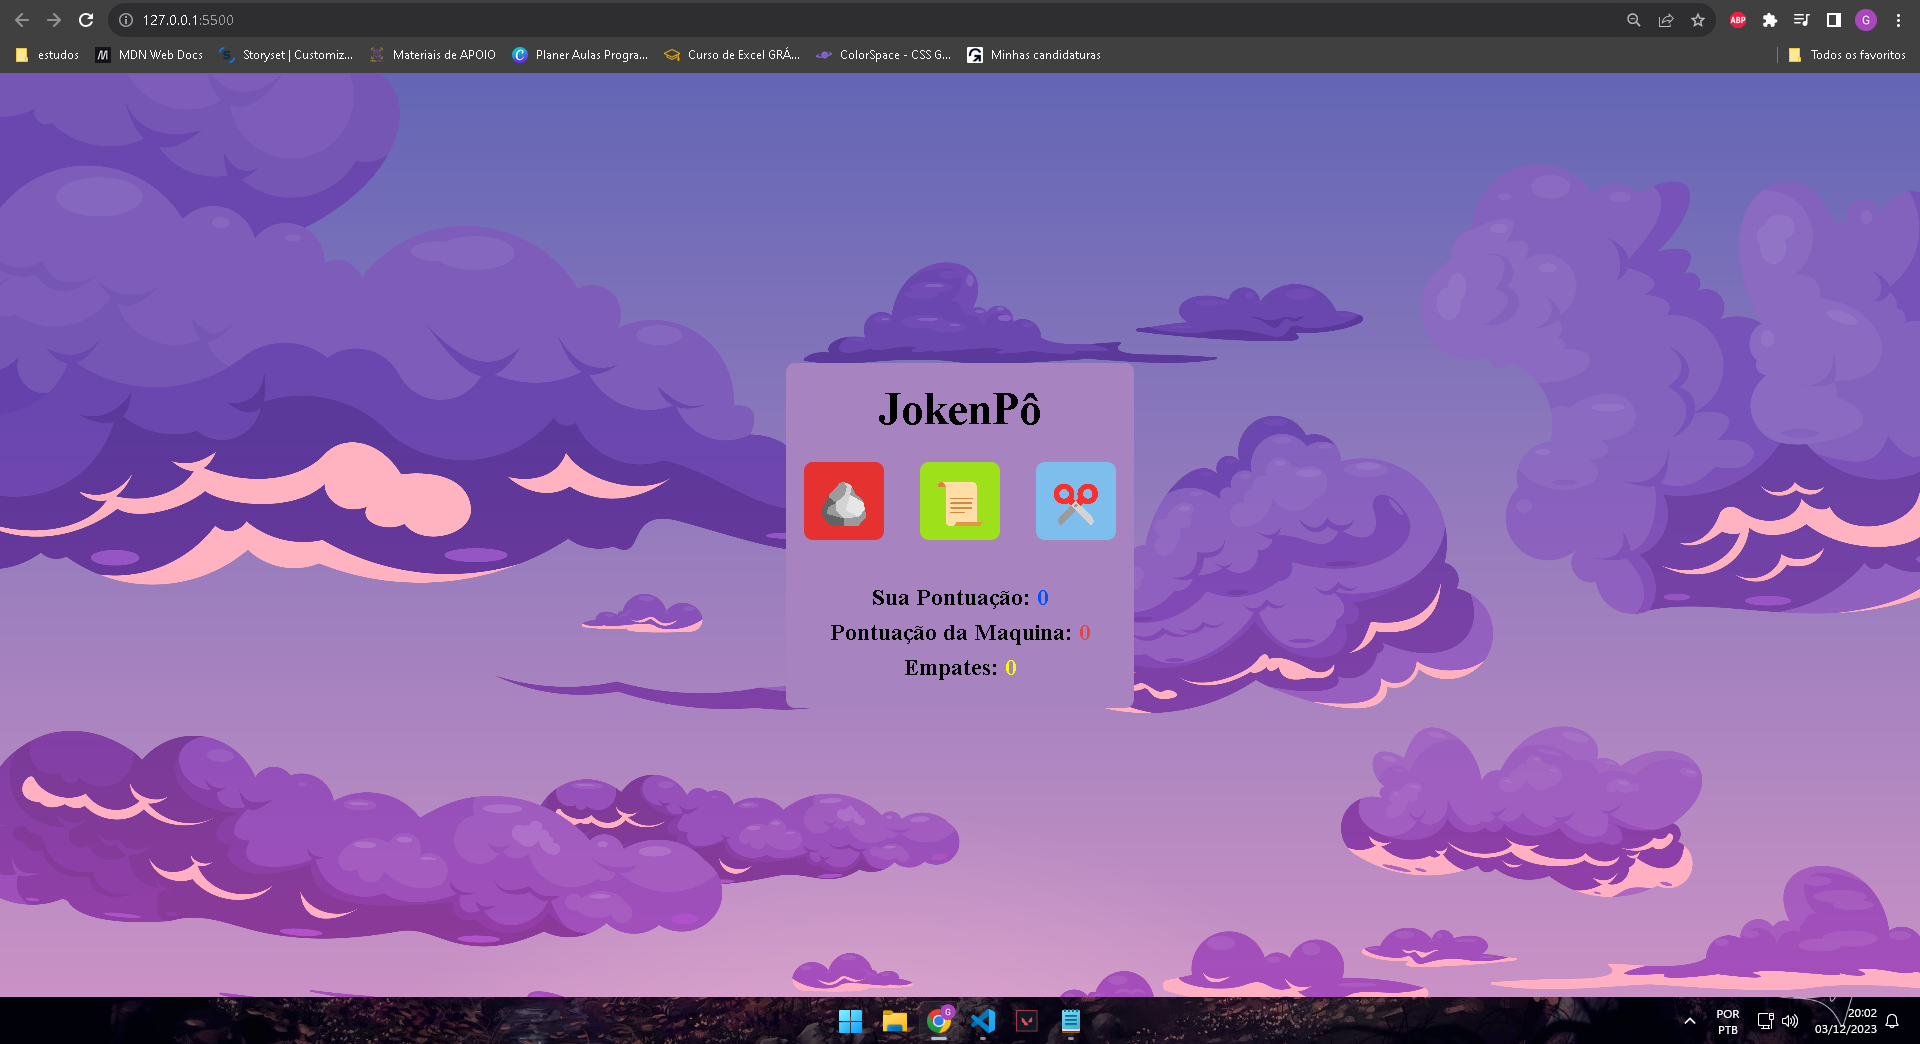 127.0.0.1:5500
ABP
G
estudos
M MDN Web Docs
Storyset | Customiz...
Materiais de APOIO
Planer Aulas Progra...
Curso de Excel GRÁ...
ColorSpace - CSS G...
Minhas candidaturas
Todos os favoritos
JokenPô
Sua Pontuação: 0
Pontuação da Maquina: 0
Empates: 0
G
POR
PTB
20:02
03/12/2023